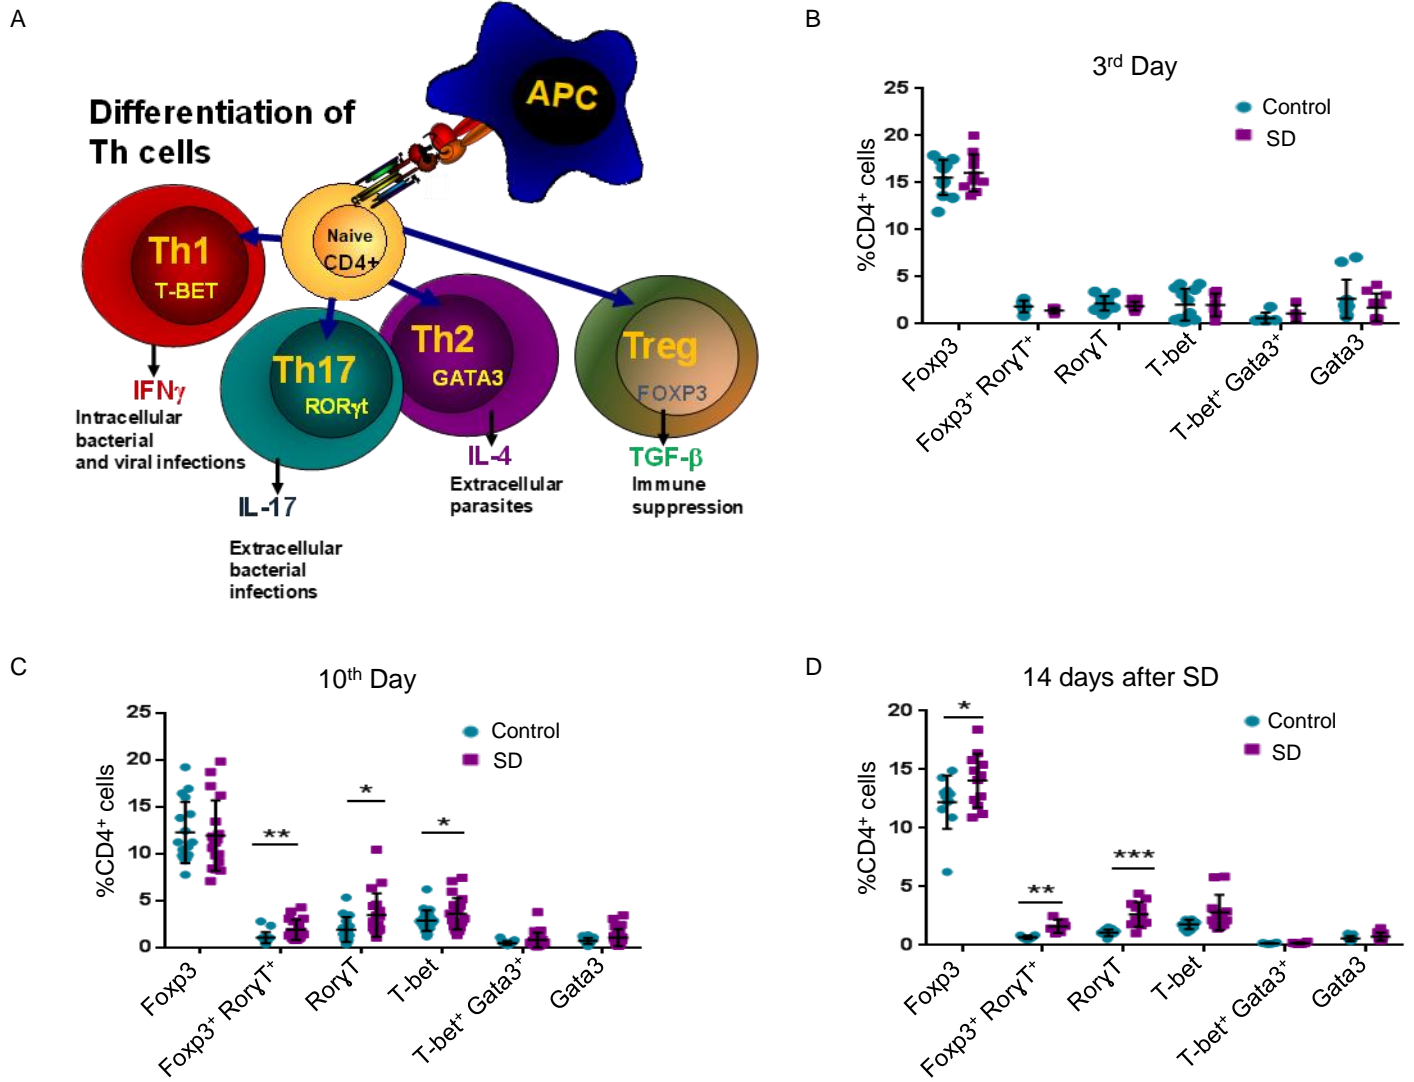 A
Differentiation of
Th cells
APC
Naive
CD4+
Th1
T-BET
Th2
GATA3
Th17
RORγt
Treg
FOXP3
IFNγ
Intracellular
bacterial
and viral infections
IL-17
Extracellular
bacterial
infections
IL-4
Extracellular
parasites
TGF-β
Immune
suppression
B
3rd Day
Control
SD
%CD4+ cells
25
20
15
10
5
0
Foxp3
Foxp3+ RorγT+
RorγT
T-bet
T-bet+ Gata3+
Gata3
C
10th Day
Control
SD
%CD4+ cells
25
20
15
10
5
0
**
*
*
Foxp3
Foxp3+ RorγT+
RorγT
T-bet
T-bet+ Gata3+
Gata3
D
14 days after SD
Control
SD
%CD4+ cells
20
15
10
5
0
*
**
***
Foxp3
Foxp3+ RorγT+
RorγT
T-bet
T-bet+ Gata3+
Gata3